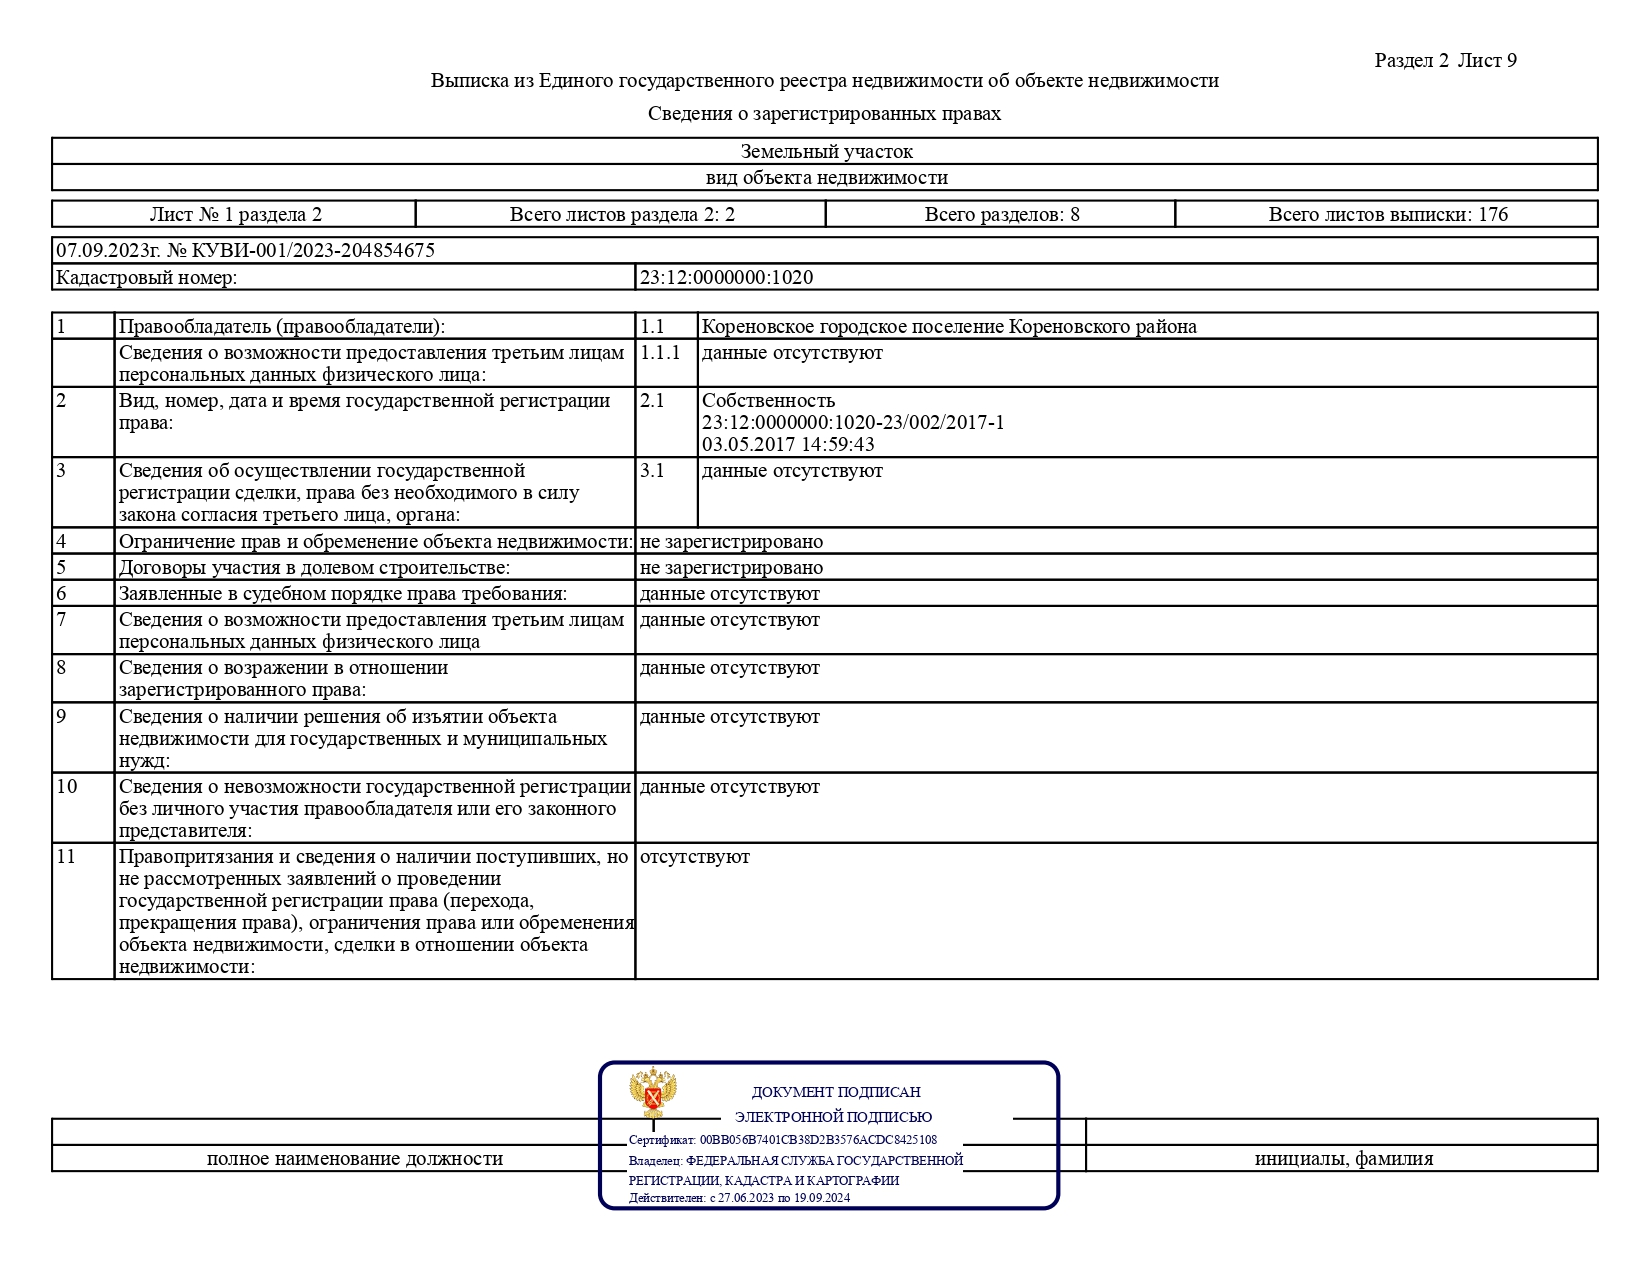 Раздел 2 Лист 9
Выписка из Единого государственного реестра недвижимости об объекте недвижимости
Сведения о зарегистрированных правах
Земельный участок
вид объекта недвижимости
Лист № 1 раздела 2 Всего листов раздела 2: 2 Всего разделов: 8 Всего листов выписки: 176
07.09.2023г. № КУВИ-001/2023-204854675
Кадастровый номер: 23:12:0000000:1020
1 Правообладатель (правообладатели): 1.1 Кореновское городское поселение Кореновского района
Сведения о возможности предоставления третьим лицам 1.1.1 данные отсутствуют
персональных данных физического лица:
2 Вид, номер, дата и время государственной регистрации 2.1 Собственность
права: 23:12:0000000:1020-23/002/2017-1
03.05.2017 14:59:43
3 Сведения об осуществлении государственной 3.1 данные отсутствуют
регистрации сделки, права без необходимого в силу
закона согласия третьего лица, органа:
4 Ограничение прав и обременение объекта недвижимости: не зарегистрировано
5 Договоры участия в долевом строительстве: не зарегистрировано
6 Заявленные в судебном порядке права требования: данные отсутствуют
7 Сведения о возможности предоставления третьим лицам данные отсутствуют
персональных данных физического лица
8 Сведения о возражении в отношении данные отсутствуют
зарегистрированного права:
9 Сведения о наличии решения об изъятии объекта данные отсутствуют
недвижимости для государственных и муниципальных
нужд:
10 Сведения о невозможности государственной регистрации данные отсутствуют
без личного участия правообладателя или его законного
представителя:
11 Правопритязания и сведения о наличии поступивших, но отсутствуют
не рассмотренных заявлений о проведении
государственной регистрации права (перехода,
прекращения права), ограничения права или обременения
объекта недвижимости, сделки в отношении объекта
недвижимости:
ДОКУМЕНТ ПОДПИСАН
ЭЛЕКТРОННОЙ ПОДПИСЬЮ
Сертификат: 00BB056B7401CB38D2B3576ACDC8425108
Владелец: ФЕДЕРАЛЬНАЯ СЛУЖБА ГОСУДАРСТВЕННОЙ
РЕГИСТРАЦИИ, КАДАСТРА И КАРТОГРАФИИ
Действителен: с 27.06.2023 по 19.09.2024
полное наименование должности инициалы, фамилия